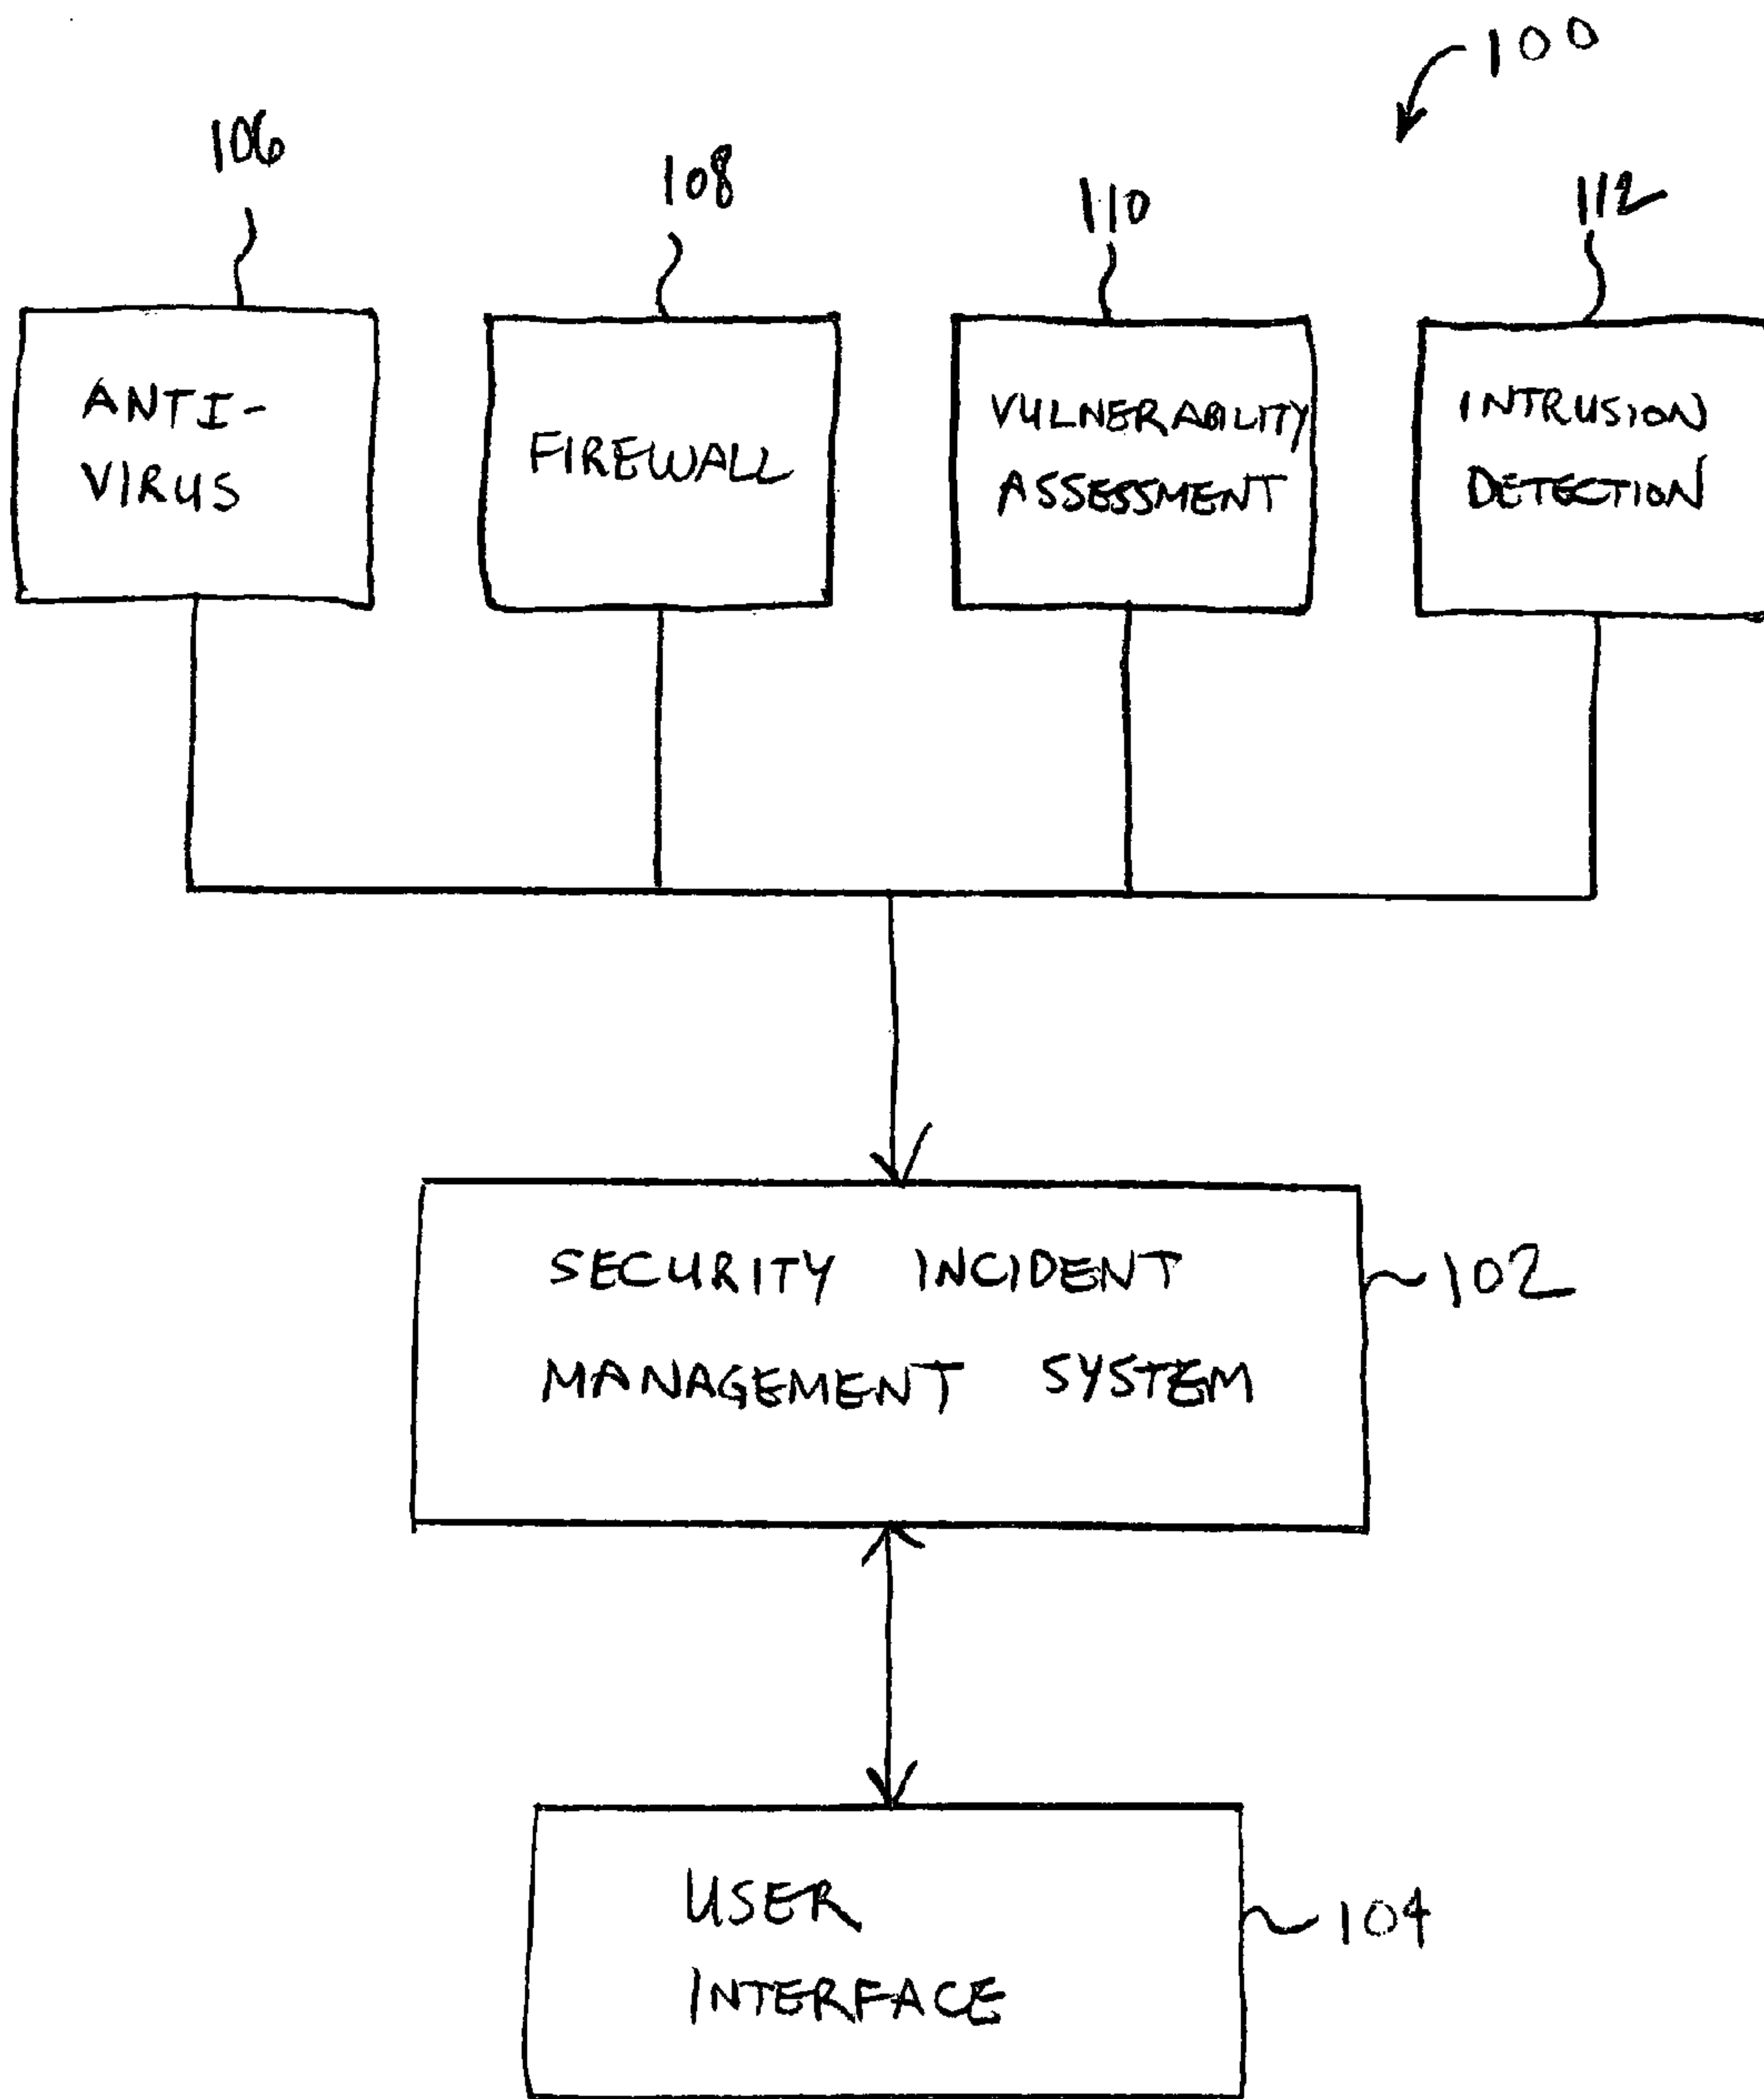 100
106
108
110
112
ANTI-
VIRUS
FIREWALL
VULNERABILITY
ASSESSMENT
INTRUSION
DETECTION
SECURITY INCIDENT
MANAGEMENT SYSTEM
102
USER
INTERFACE
104